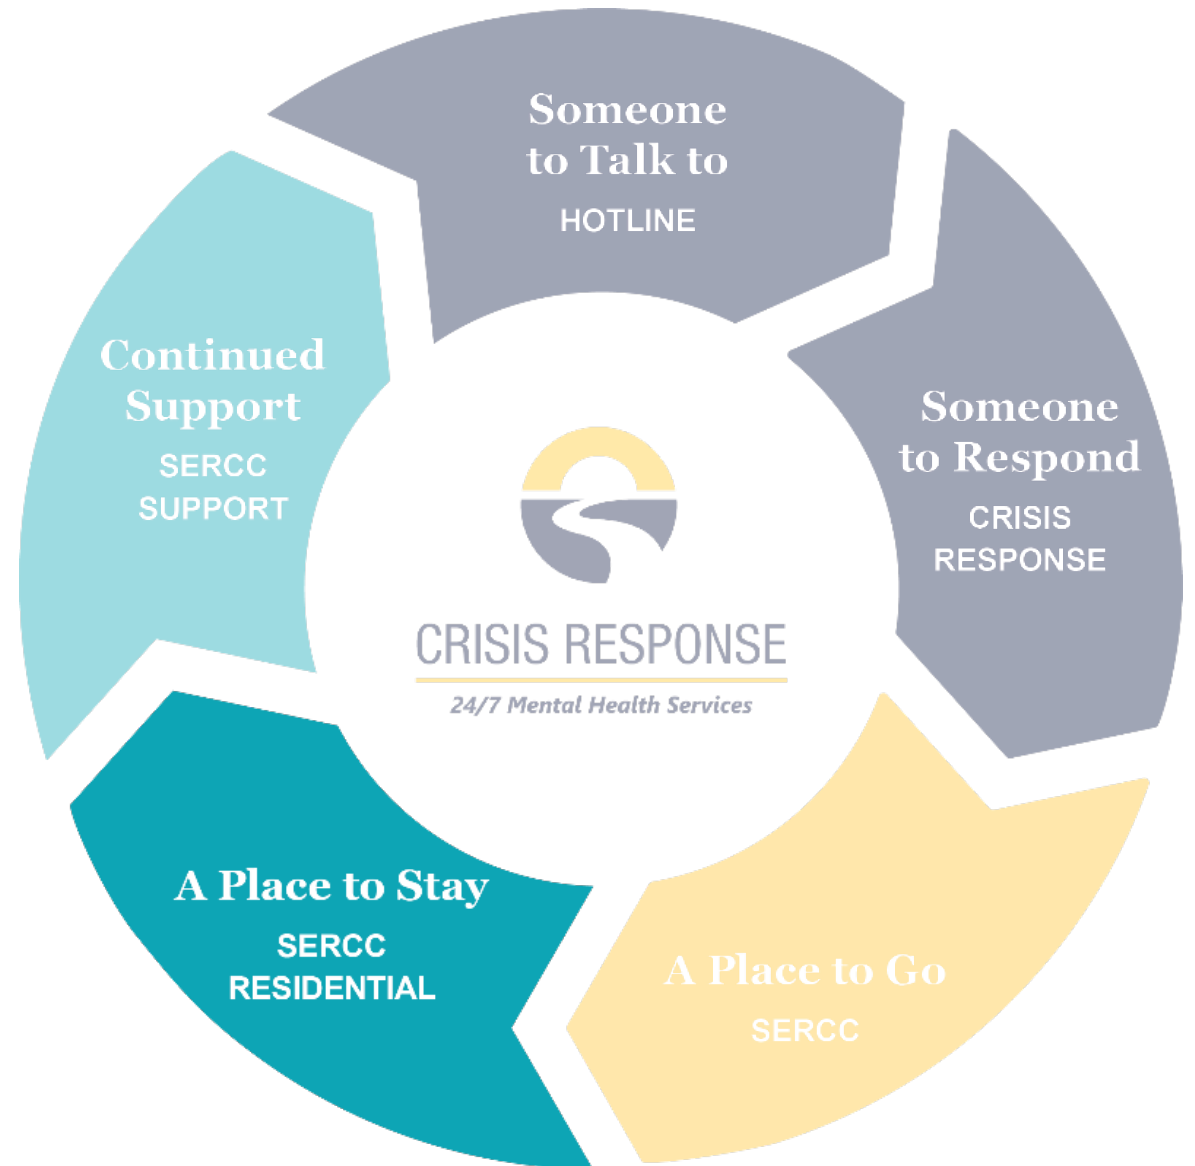 Someone
to Talk to
HOTLINE
Someone
to Respond
CRISIS
RESPONSE
A Place to Go
SERCC
A Place to Stay
SERCC
RESIDENTIAL
Continued
Support
SERCC
SUPPORT
CRISIS RESPONSE
24/7 Mental Health Services